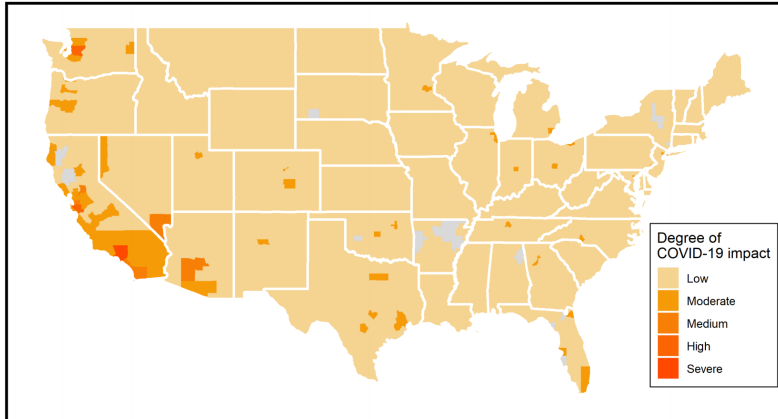 Degree of
COVID-19 impact
Low
Moderate
Medium
High
Severe